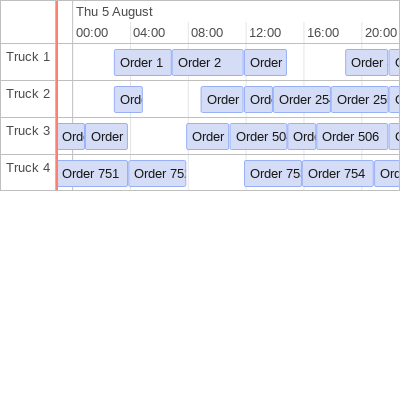 Thu 5 August
00:00 04:00 08:00 12:00 16:00 20:00
Truck 1 Order 1 Order 2 Order Order
Truck 2 Ord Order Ord Order 25 Order 25
Truck 3 Ord Order Order Order 50 Ord Order 506
Truck 4 Order 751 Order 75 Order 75 Order 754 Ord